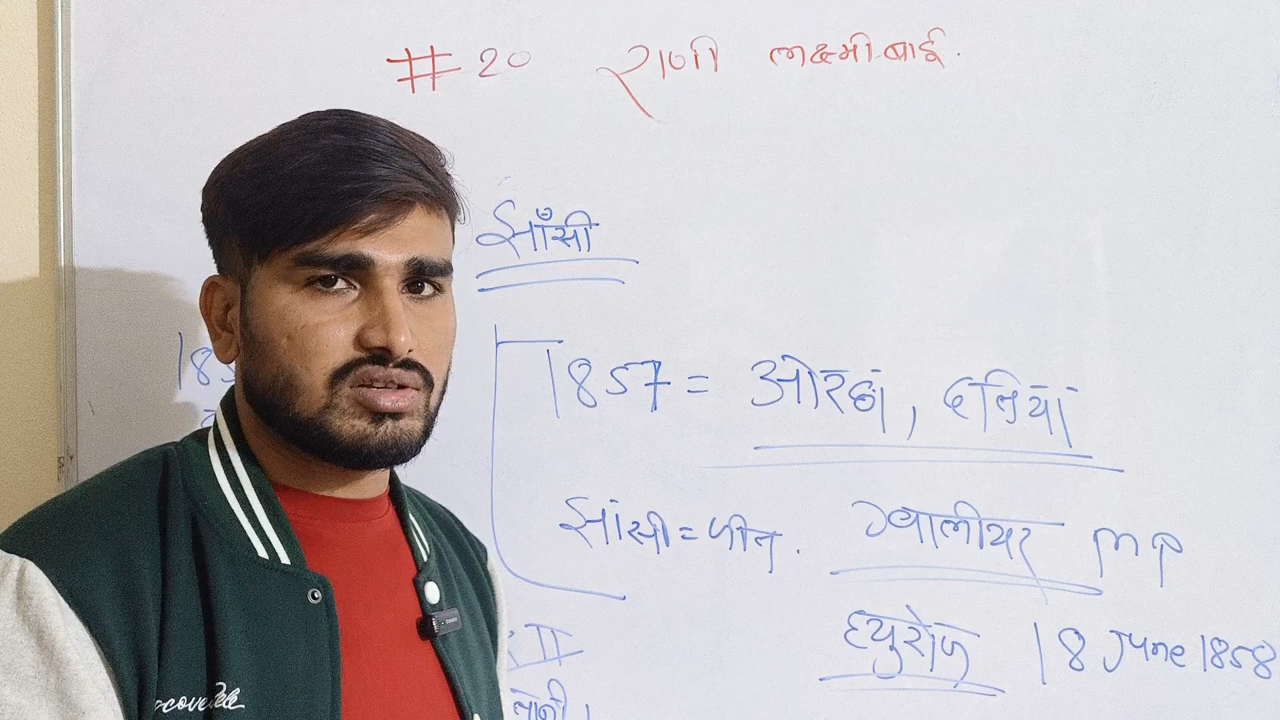 #20 राणी लक्ष्मीबाई.
झाँसी
1857 = ओरछां, दतियां
झांसी = जीत. ग्वालीयर MP
ह्युरोज 18 June 1858